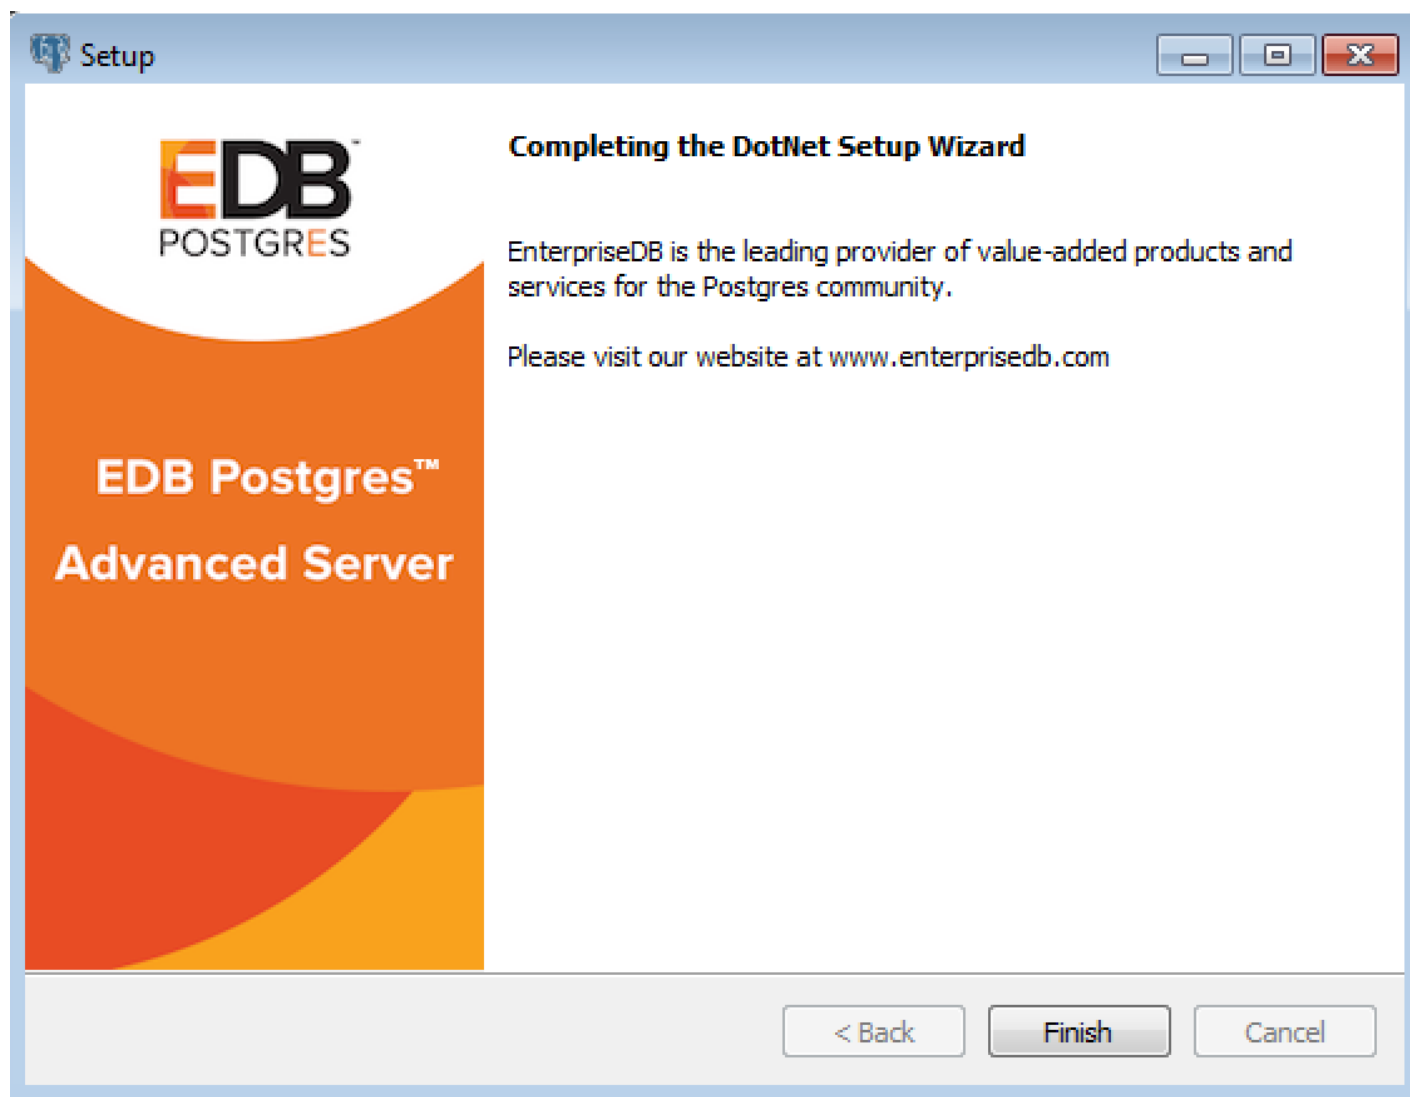 Setup
EDB™
POSTGRES
EDB Postgres™
Advanced Server
Completing the DotNet Setup Wizard
EnterpriseDB is the leading provider of value-added products and
services for the Postgres community.
Please visit our website at www.enterprisedb.com
< Back
Finish
Cancel